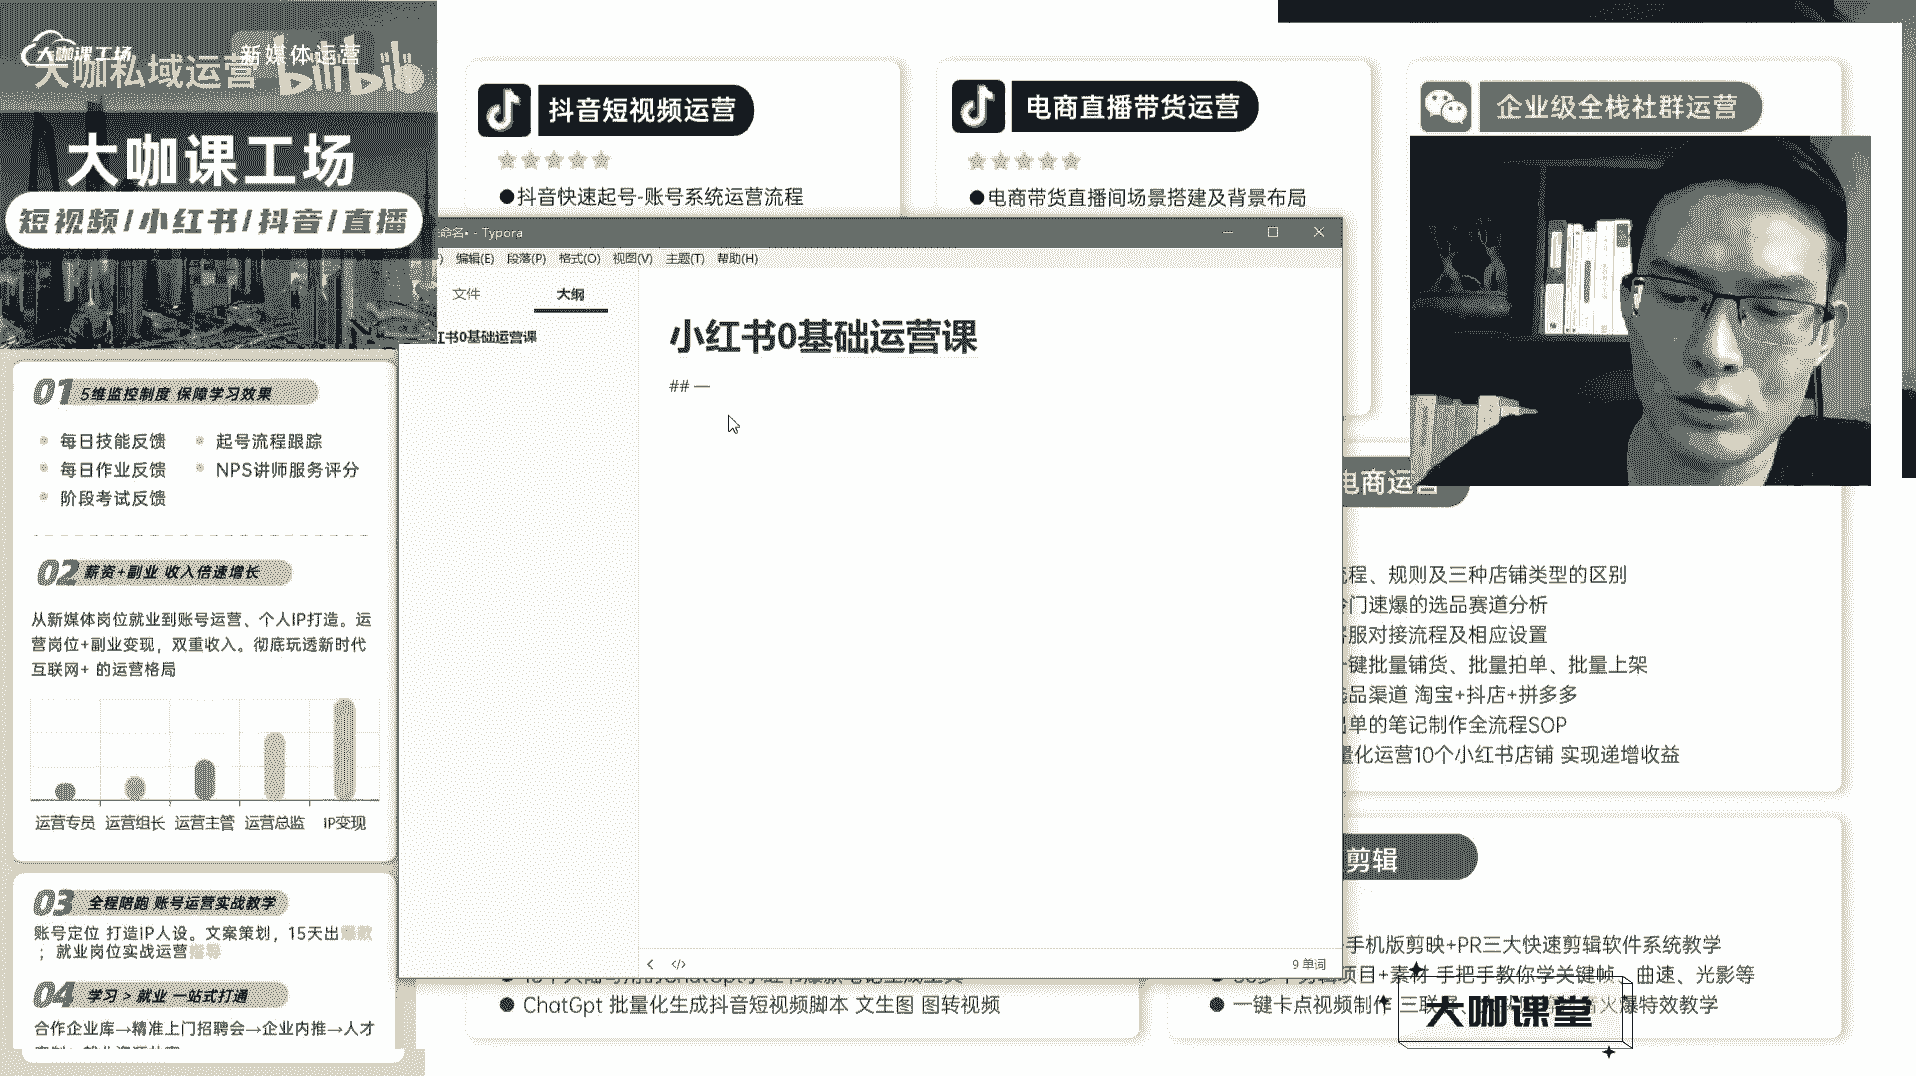 大咖课工场
新媒体运营
大咖私域运营
bilibili
大咖课工场
短视频/小红书/抖音/直播
01 5维监控制度 保障学习效果
每日技能反馈
起号流程跟踪
每日作业反馈
NPS讲师服务评分
阶段考试反馈
02 薪资+副业 收入倍速增长
从新媒体岗位就业到账号运营、个人IP打造。运
营岗位+副业变现，双重收入。彻底玩透新时代
互联网+ 的运营格局
运营专员 运营组长 运营主管 运营总监 IP变现
03 全程陪跑 账号运营实战教学
账号定位 打造IP人设。文案策划，15天出爆款
；就业岗位实战运营指导
04 学习 > 就业 一站式打通
合作企业库→精准上门招聘会→企业内推→人才
抖音短视频运营
●抖音快速起号-账号系统运营流程
电商直播带货运营
●电商带货直播间场景搭建及背景布局
企业级全栈社群运营
命名• - Typora
编辑(E) 段落(P) 格式(O) 视图(V) 主题(T) 帮助(H)
文件 大纲
书0基础运营课
小红书0基础运营课
## 一
9 单词
电商运营
程、规则及三种店铺类型的区别
门速爆的选品赛道分析
服对接流程及相应设置
键批量铺货、批量拍单、批量上架
品渠道 淘宝+抖店+拼多多
单的笔记制作全流程SOP
量化运营10个小红书店铺 实现递增收益
剪辑
手机版剪映+PR三大快速剪辑软件系统教学
项目+素材 手把手教你学关键帧、曲速、光影等
●一键卡点视频制作 三联屏、火爆特效教学
● ChatGpt 批量化生成抖音短视频脚本 文生图 图转视频
大咖课堂